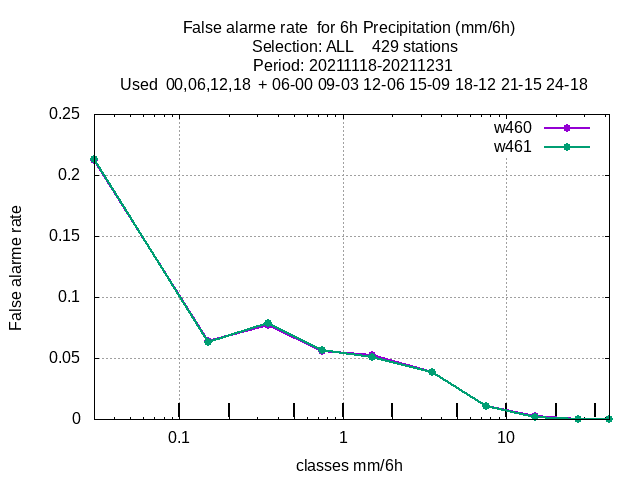 False alarme rate  for 6h Precipitation (mm/6h)
Selection: ALL    429 stations
Period: 20211118-20211231
Used  00,06,12,18  + 06-00 09-03 12-06 15-09 18-12 21-15 24-18
0.25
w460
w461
0.2
0.15
0.1
0.05
0
False alarme rate
0.1 1 10
classes mm/6h